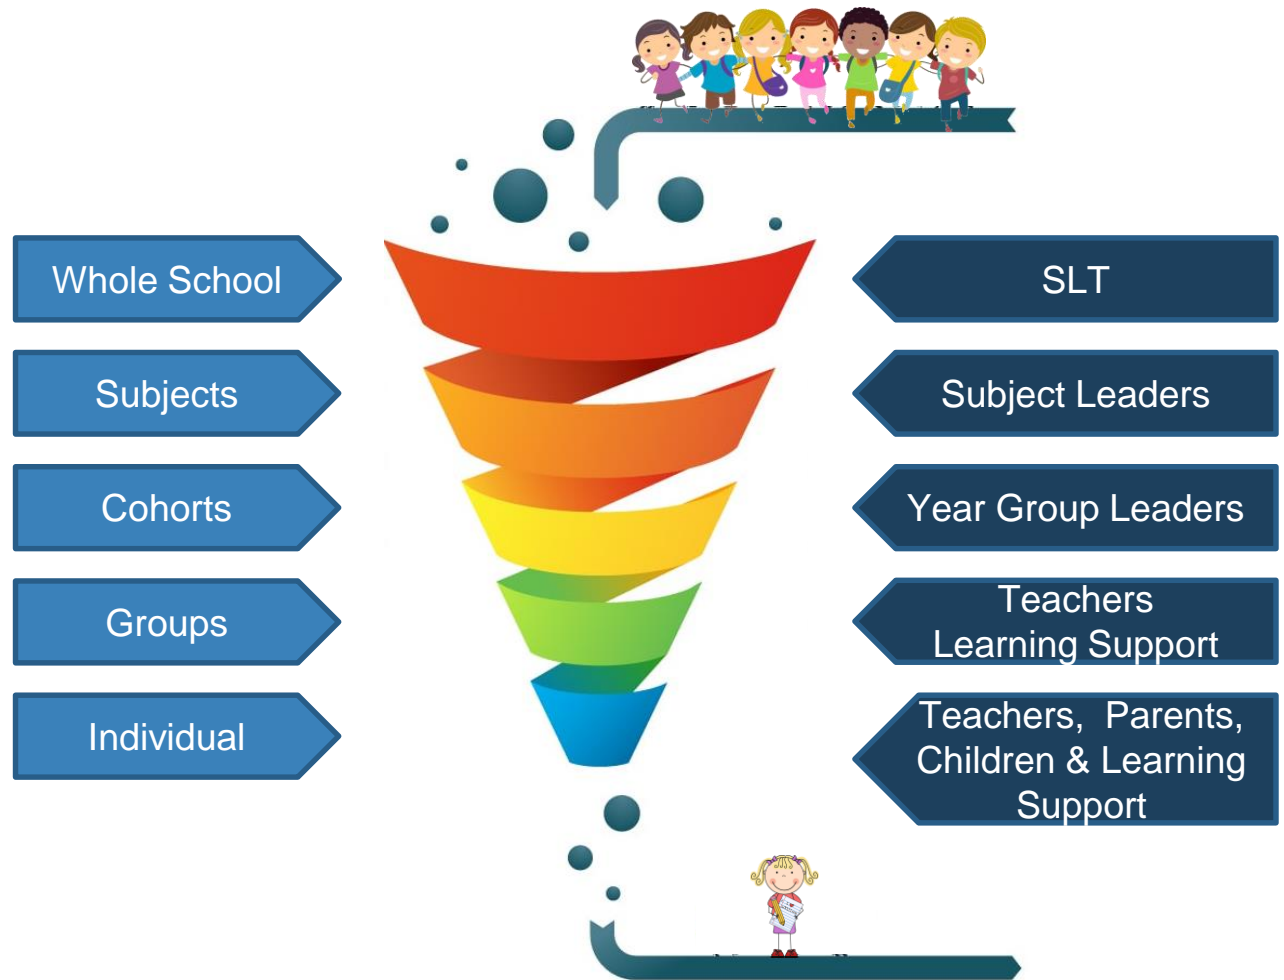 Whole School
SLT
Subjects
Subject Leaders
Cohorts
Year Group Leaders
Groups
Teachers
Learning Support
Individual
Teachers,  Parents,
Children & Learning
Support